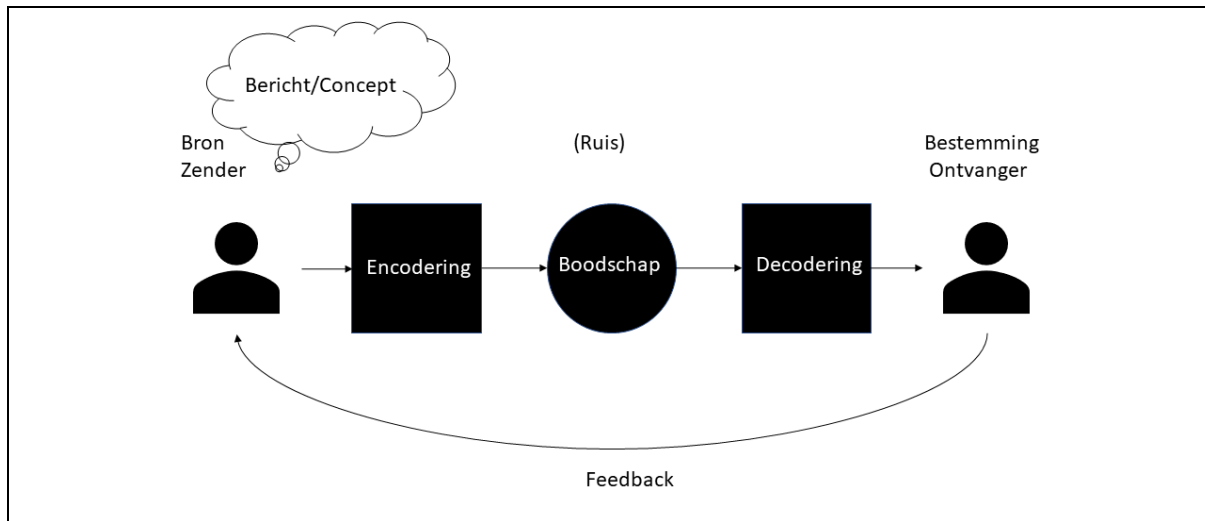 Bericht/Concept
Bron
Zender
(Ruis)
Bestemming
Ontvanger
Encodering
Boodschap
Decodering
Feedback